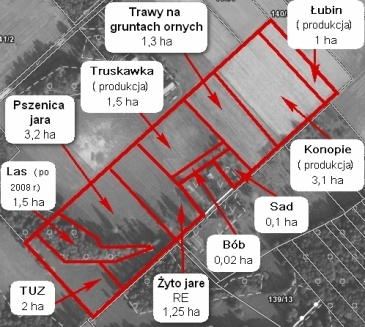 Trawy na
gruntach ornych
1,3 ha
Łubin
( produkcja)
1 ha
Truskawka
( produkcja)
1,5 ha
Pszenica
jara
3,2 ha
Las (po
2008 r.)
1,5 ha
Konopie
( produkcja)
3,1 ha
Sad
0,1 ha
Bób
0,02 ha
Żyto jare
RE
1,25 ha
TUZ
2 ha
139/13